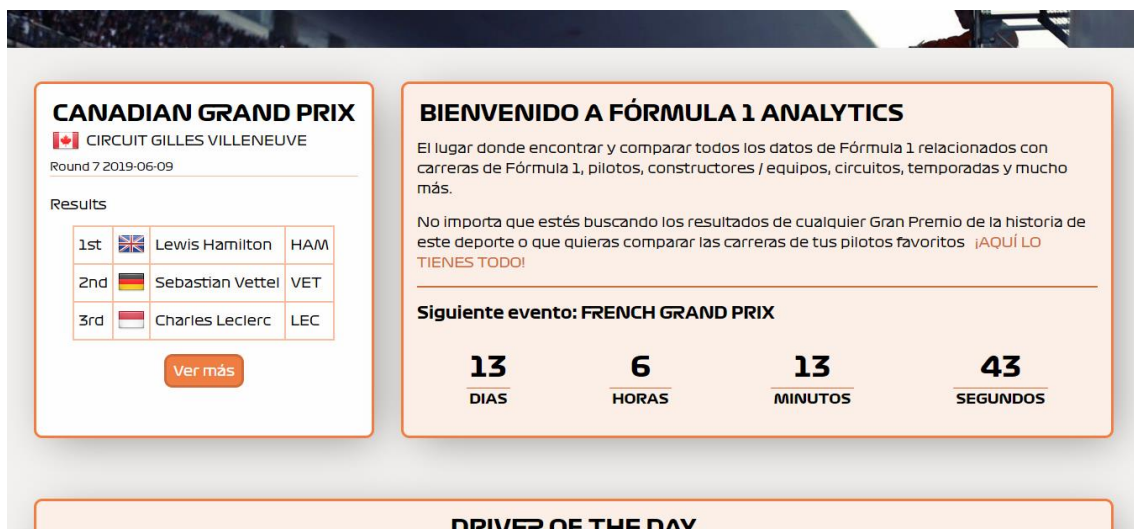 CANADIAN GRAND PRIX
CIRCUIT GILLES VILLENEUVE
Round 7 2019-06-09
Results
1st Lewis Hamilton HAM
2nd Sebastian Vettel VET
3rd Charles Leclerc LEC
Ver más
BIENVENIDO A FÓRMULA 1 ANALYTICS
El lugar donde encontrar y comparar todos los datos de Fórmula 1 relacionados con
carreras de Fórmula 1, pilotos, constructores / equipos, circuitos, temporadas y mucho
más.
No importa que estés buscando los resultados de cualquier Gran Premio de la historia de
este deporte o que quieras comparar las carreras de tus pilotos favoritos ¡AQUÍ LO
TIENES TODO!
Siguiente evento: FRENCH GRAND PRIX
13 6 13 43
DIAS HORAS MINUTOS SEGUNDOS
DRIVER OF THE DAY